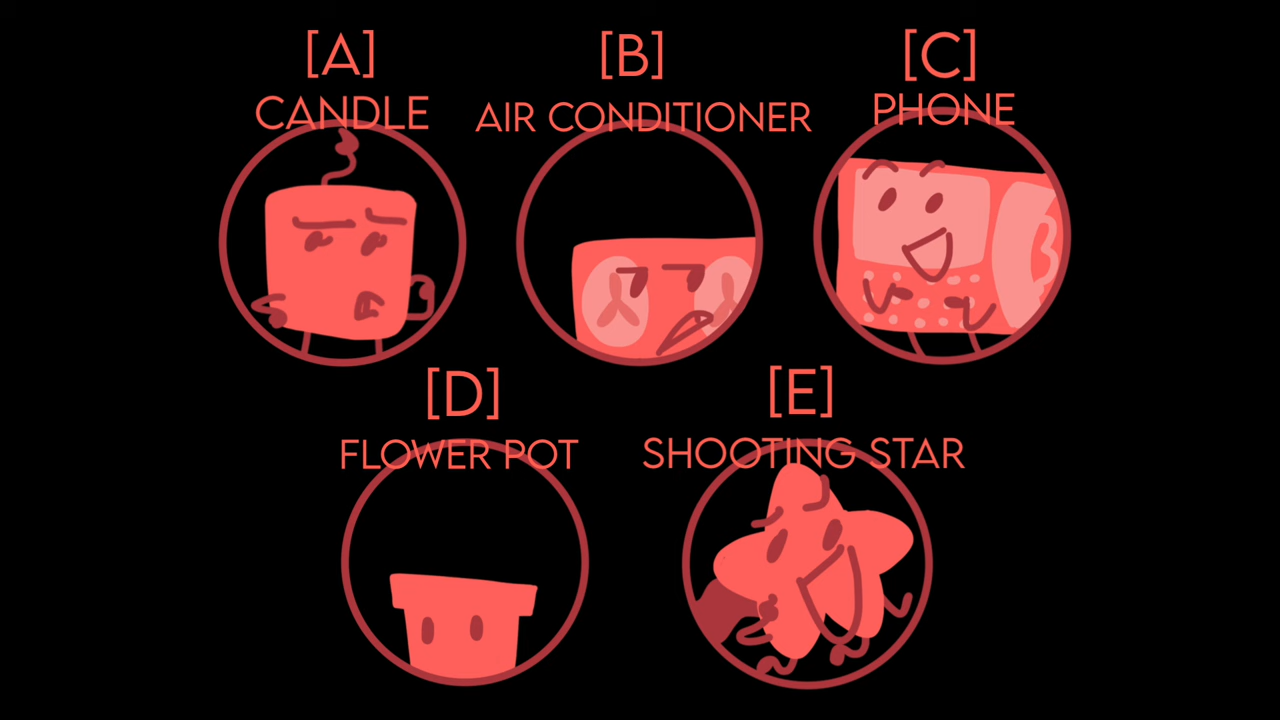 [A]
CANDLE
[B]
AIR CONDITIONER
[C]
PHONE
[D]
FLOWER POT
[E]
SHOOTING STAR